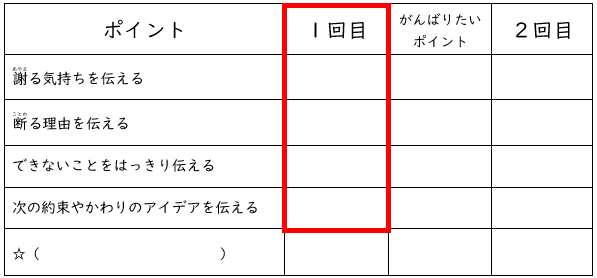 ポイント
1回目
がんばりたい
ポイント
2回目
あやま
謝る気持ちを伝える
ことわ
断る理由を伝える
できないことをはっきり伝える
次の約束やかわりのアイデアを伝える
☆（　　　　　　　　　　　　）